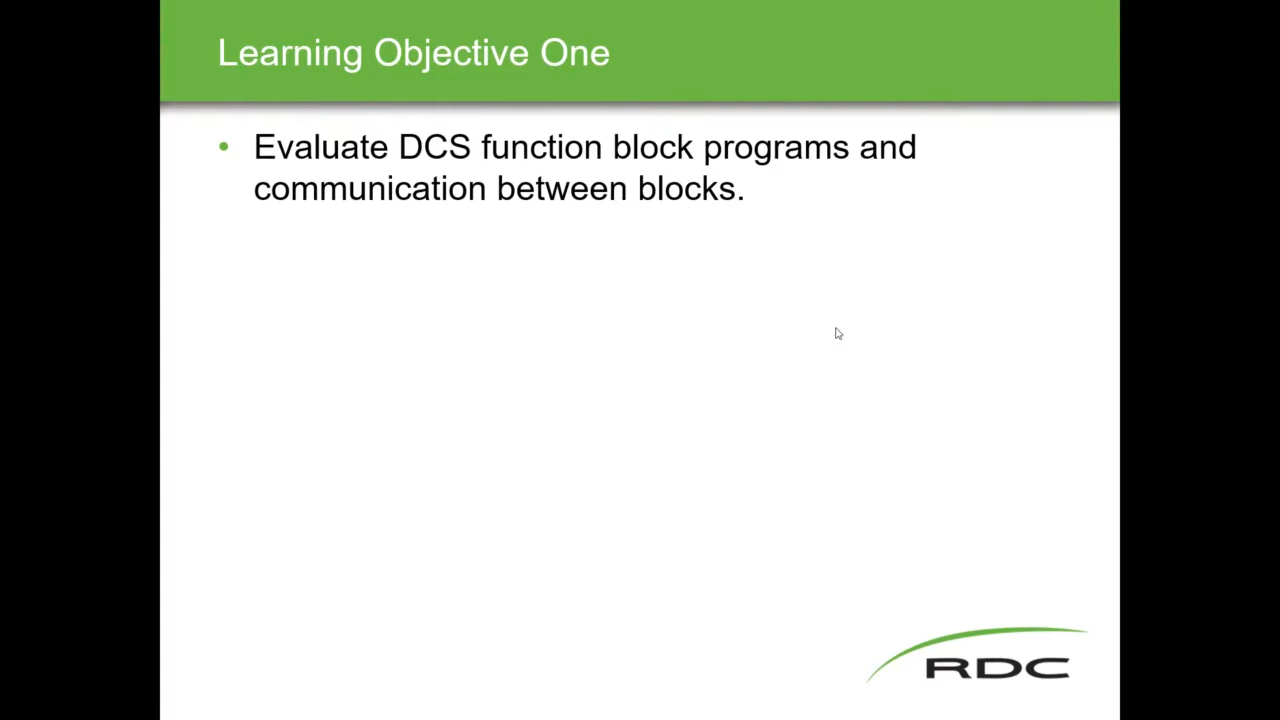 Learning Objective One
• Evaluate DCS function block programs and
communication between blocks.
RDC